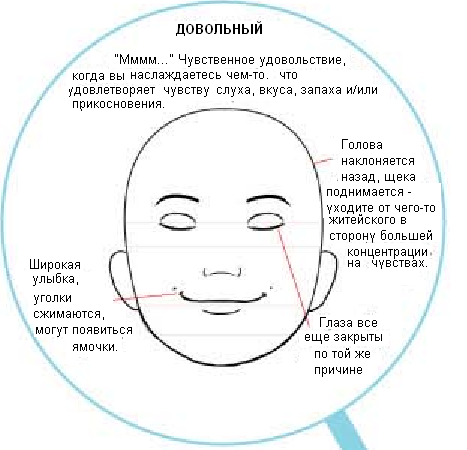 ДОВОЛЬНЫЙ
"Мммм..." Чувственное удовольствие,
когда вы наслаждаетесь чем-то. что
удовлетворяет чувству слуха, вкуса, запаха и/или
прикосновения.
Голова
наклоняется
назад, щека
поднимается -
уходите от чего-то
житейского в
сторону большей
концентрации
на чувствах.
Широкая
улыбка,
уголки
сжимаются,
могут появиться
ямочки.
Глаза все
еще закрыты
по той же
причине